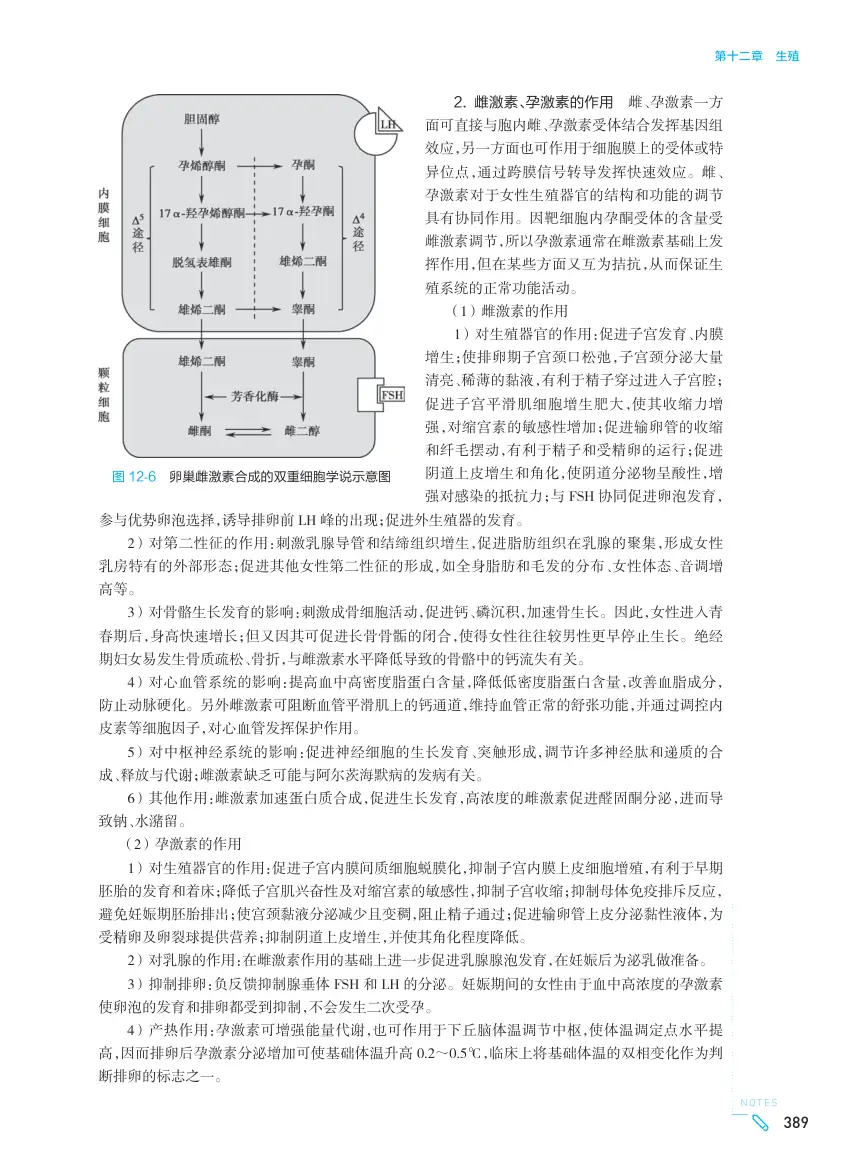 第十二章　生殖
胆固醇
LH
孕烯醇酮
孕酮
内膜细胞
Δ⁵途径
17α-羟孕烯醇酮
17α-羟孕酮
Δ⁴途径
脱氢表雄酮
雄烯二酮
雄烯二酮
睾酮
颗粒细胞
雄烯二酮
睾酮
芳香化酶
FSH
雌酮
雌二醇
图 12-6　卵巢雌激素合成的双重细胞学说示意图
2. 雌激素、孕激素的作用　雌、孕激素一方
面可直接与胞内雌、孕激素受体结合发挥基因组
效应，另一方面也可作用于细胞膜上的受体或特
异位点，通过跨膜信号转导发挥快速效应。雌、
孕激素对于女性生殖器官的结构和功能的调节
具有协同作用。因靶细胞内孕酮受体的含量受
雌激素调节，所以孕激素通常在雌激素基础上发
挥作用，但在某些方面又互为拮抗，从而保证生
殖系统的正常功能活动。
（1）雌激素的作用
1）对生殖器官的作用：促进子宫发育、内膜
增生；使排卵期子宫颈口松弛，子宫颈分泌大量
清亮、稀薄的黏液，有利于精子穿过进入子宫腔；
促进子宫平滑肌细胞增生肥大，使其收缩力增
强，对缩宫素的敏感性增加；促进输卵管的收缩
和纤毛摆动，有利于精子和受精卵的运行；促进
阴道上皮增生和角化，使阴道分泌物呈酸性，增
强对感染的抵抗力；与 FSH 协同促进卵泡发育，
参与优势卵泡选择，诱导排卵前 LH 峰的出现；促进外生殖器的发育。
2）对第二性征的作用：刺激乳腺导管和结缔组织增生，促进脂肪组织在乳腺的聚集，形成女性
乳房特有的外部形态；促进其他女性第二性征的形成，如全身脂肪和毛发的分布、女性体态、音调增
高等。
3）对骨骼生长发育的影响：刺激成骨细胞活动，促进钙、磷沉积，加速骨生长。因此，女性进入青
春期后，身高快速增长；但又因其可促进长骨骨骺的闭合，使得女性往往较男性更早停止生长。绝经
期妇女易发生骨质疏松、骨折，与雌激素水平降低导致的骨骼中的钙流失有关。
4）对心血管系统的影响：提高血中高密度脂蛋白含量，降低低密度脂蛋白含量，改善血脂成分，
防止动脉硬化。另外雌激素可阻断血管平滑肌上的钙通道，维持血管正常的舒张功能，并通过调控内
皮素等细胞因子，对心血管发挥保护作用。
5）对中枢神经系统的影响：促进神经细胞的生长发育、突触形成，调节许多神经肽和递质的合
成、释放与代谢；雌激素缺乏可能与阿尔茨海默病的发病有关。
6）其他作用：雌激素加速蛋白质合成，促进生长发育，高浓度的雌激素促进醛固酮分泌，进而导
致钠、水潴留。
（2）孕激素的作用
1）对生殖器官的作用：促进子宫内膜间质细胞蜕膜化，抑制子宫内膜上皮细胞增殖，有利于早期
胚胎的发育和着床；降低子宫肌兴奋性及对缩宫素的敏感性，抑制子宫收缩；抑制母体免疫排斥反应，
避免妊娠期胚胎排出；使宫颈黏液分泌减少且变稠，阻止精子通过；促进输卵管上皮分泌黏性液体，为
受精卵及卵裂球提供营养；抑制阴道上皮增生，并使其角化程度降低。
2）对乳腺的作用：在雌激素作用的基础上进一步促进乳腺腺泡发育，在妊娠后为泌乳做准备。
3）抑制排卵：负反馈抑制腺垂体 FSH 和 LH 的分泌。妊娠期间的女性由于血中高浓度的孕激素
使卵泡的发育和排卵都受到抑制，不会发生二次受孕。
4）产热作用：孕激素可增强能量代谢，也可作用于下丘脑体温调节中枢，使体温调定点水平提
高，因而排卵后孕激素分泌增加可使基础体温升高 0.2～0.5℃，临床上将基础体温的双相变化作为判
断排卵的标志之一。
NOTES
389